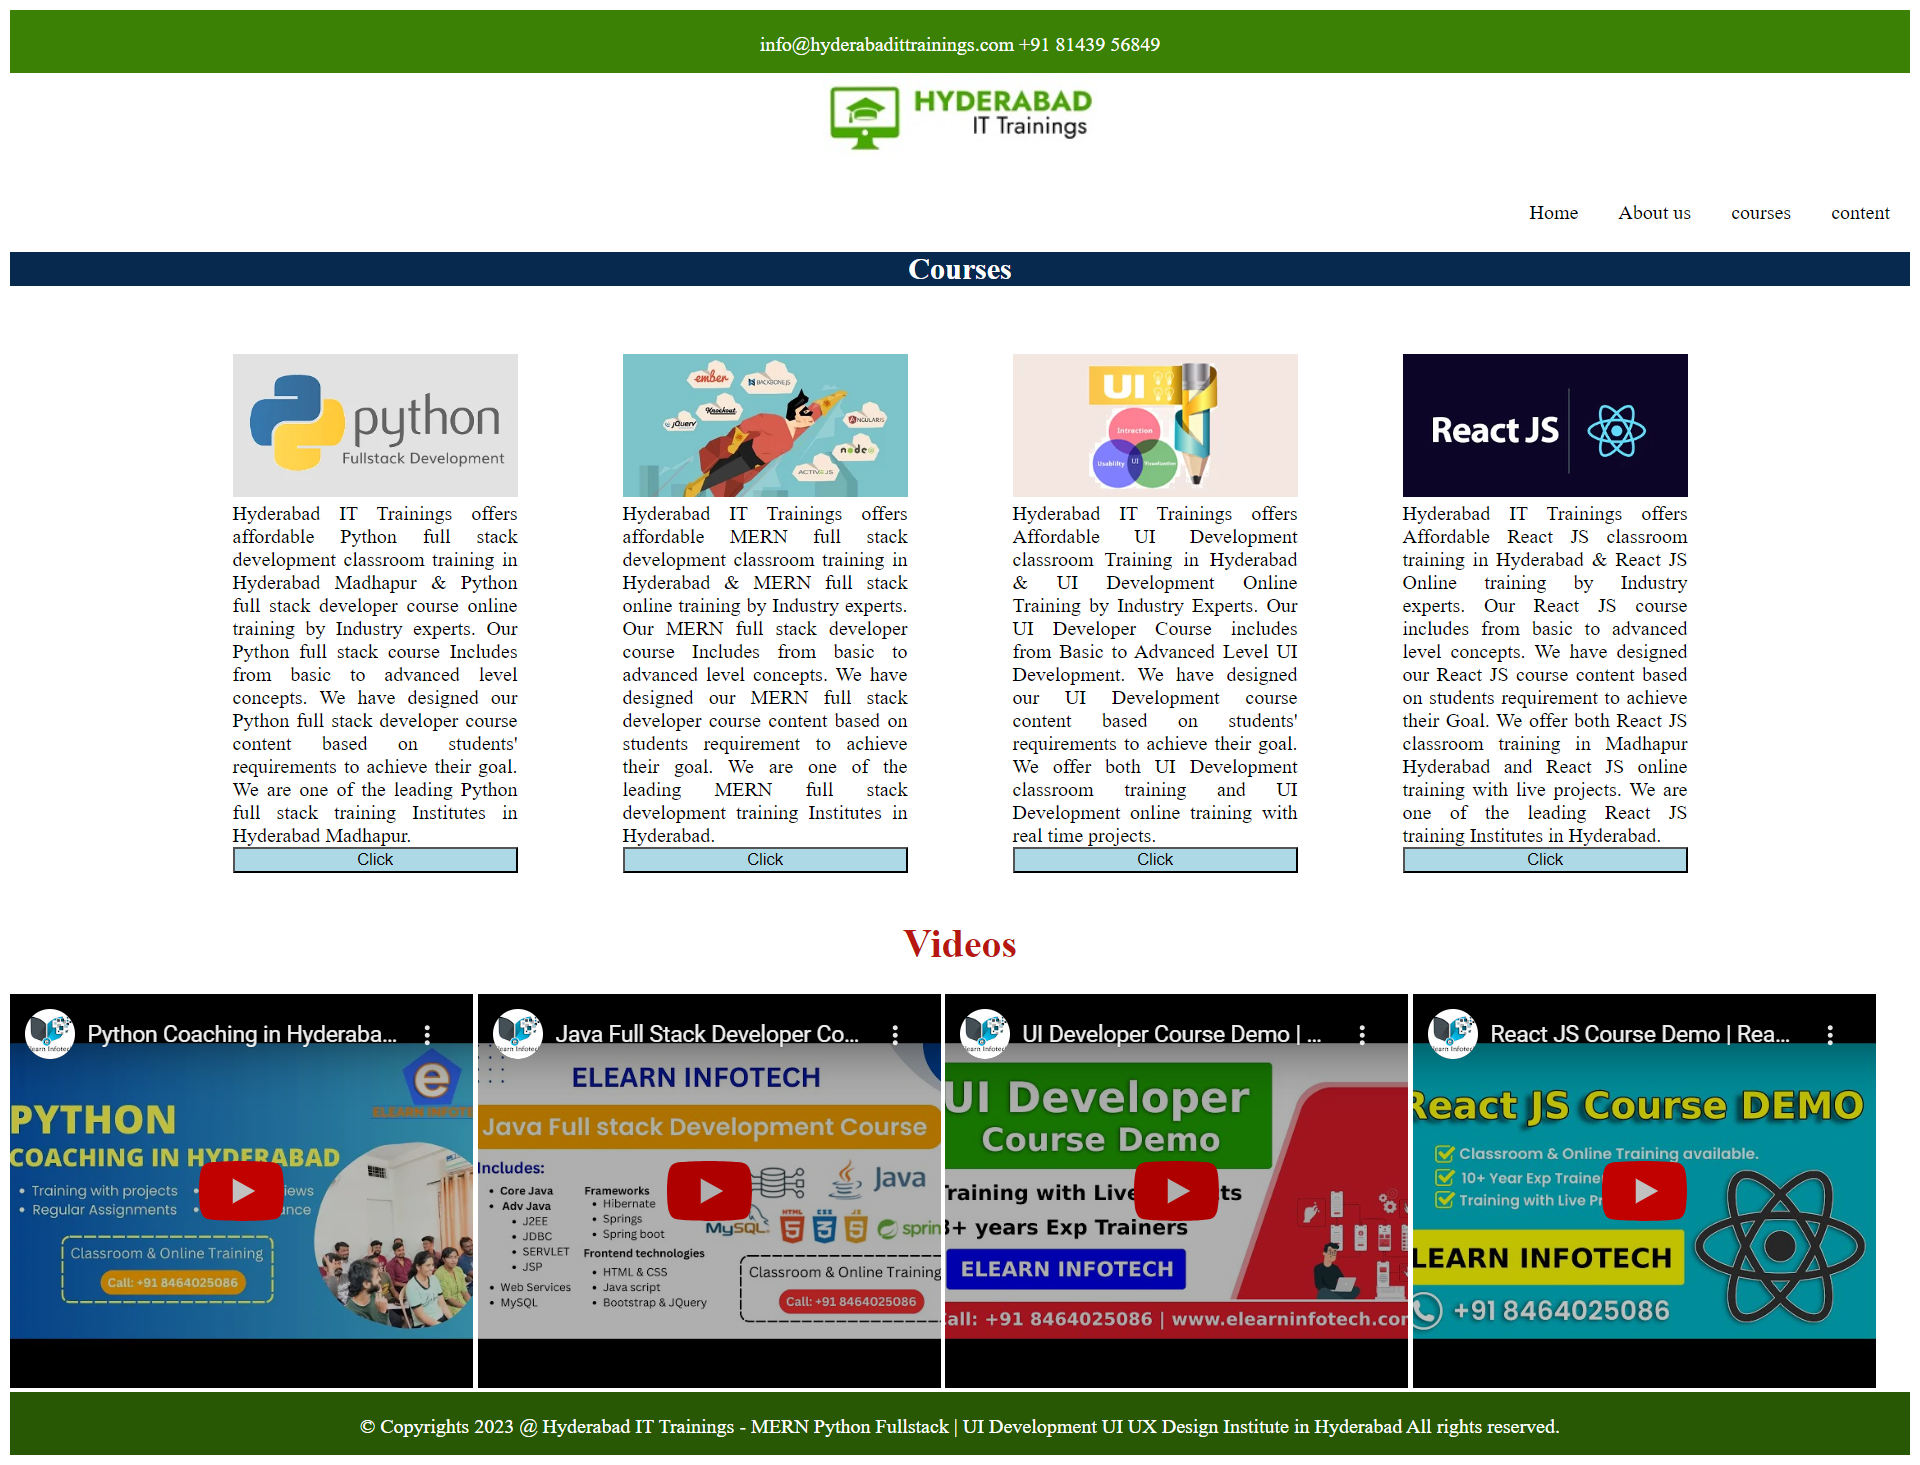 info@hyderabadittrainings.com +91 81439 56849
HYDERABAD
IT Trainings
Home About us courses content
Courses
python
Fullstack Development
Hyderabad IT Trainings offers
affordable Python full stack
development classroom training in
Hyderabad Madhapur & Python
full stack developer course online
training by Industry experts. Our
Python full stack course Includes
from basic to advanced level
concepts. We have designed our
Python full stack developer course
content based on students'
requirements to achieve their goal.
We are one of the leading Python
full stack training Institutes in
Hyderabad Madhapur.
Click
ember
BACKBONE.JS
Knockout
jQuery
ANGULARJS
node
ACTIVEJS
Hyderabad IT Trainings offers
affordable MERN full stack
development classroom training in
Hyderabad & MERN full stack
online training by Industry experts.
Our MERN full stack developer
course Includes from basic to
advanced level concepts. We have
designed our MERN full stack
developer course content based on
students requirement to achieve
their goal. We are one of the
leading MERN full stack
development training Institutes in
Hyderabad.
Click
UI
Intrection
Usability
UI
Visualization
Hyderabad IT Trainings offers
Affordable UI Development
classroom Training in Hyderabad
& UI Development Online
Training by Industry Experts. Our
UI Developer Course includes
from Basic to Advanced Level UI
Development. We have designed
our UI Development course
content based on students'
requirements to achieve their goal.
We offer both UI Development
classroom training and UI
Development online training with
real time projects.
Click
React JS
Hyderabad IT Trainings offers
Affordable React JS classroom
training in Hyderabad & React JS
Online training by Industry
experts. Our React JS course
includes from basic to advanced
level concepts. We have designed
our React JS course content based
on students requirement to achieve
their Goal. We offer both React JS
classroom training in Madhapur
Hyderabad and React JS online
training with live projects. We are
one of the leading React JS
training Institutes in Hyderabad.
Click
Videos
Python Coaching in Hyderaba...
e
ELEARN INFOTE
PYTHON
COACHING IN HYDERABAD
• Training with projects
iews
• Regular Assignments
ance
Classroom & Online Training
Call: +91 8464025086
Java Full Stack Developer Co...
ELEARN INFOTECH
Java Full stack Development Course
Includes:
• Core Java
• Adv Java
• J2EE
• JDBC
• SERVLET
• JSP
• Web Services
• MySQL
Frameworks
• Hibernate
• Springs
• Spring boot
Frontend technologies
• HTML & CSS
• Java script
• Bootstrap & JQuery
Java
MySQL
HTML
CSS
JS
sprin
Classroom & Online Training
Call: +91 8464025086
UI Developer Course Demo | ...
UI Developer
Course Demo
Training with Live
ts
3+ years Exp Trainers
ELEARN INFOTECH
all: +91 8464025086 | www.elearninfotech.con
React JS Course Demo | Rea...
React JS Course DEMO
Classroom & Online Training available.
10+ Year Exp Traine
Training with Live Pr
LEARN INFOTECH
+91 8464025086
© Copyrights 2023 @ Hyderabad IT Trainings - MERN Python Fullstack | UI Development UI UX Design Institute in Hyderabad All rights reserved.